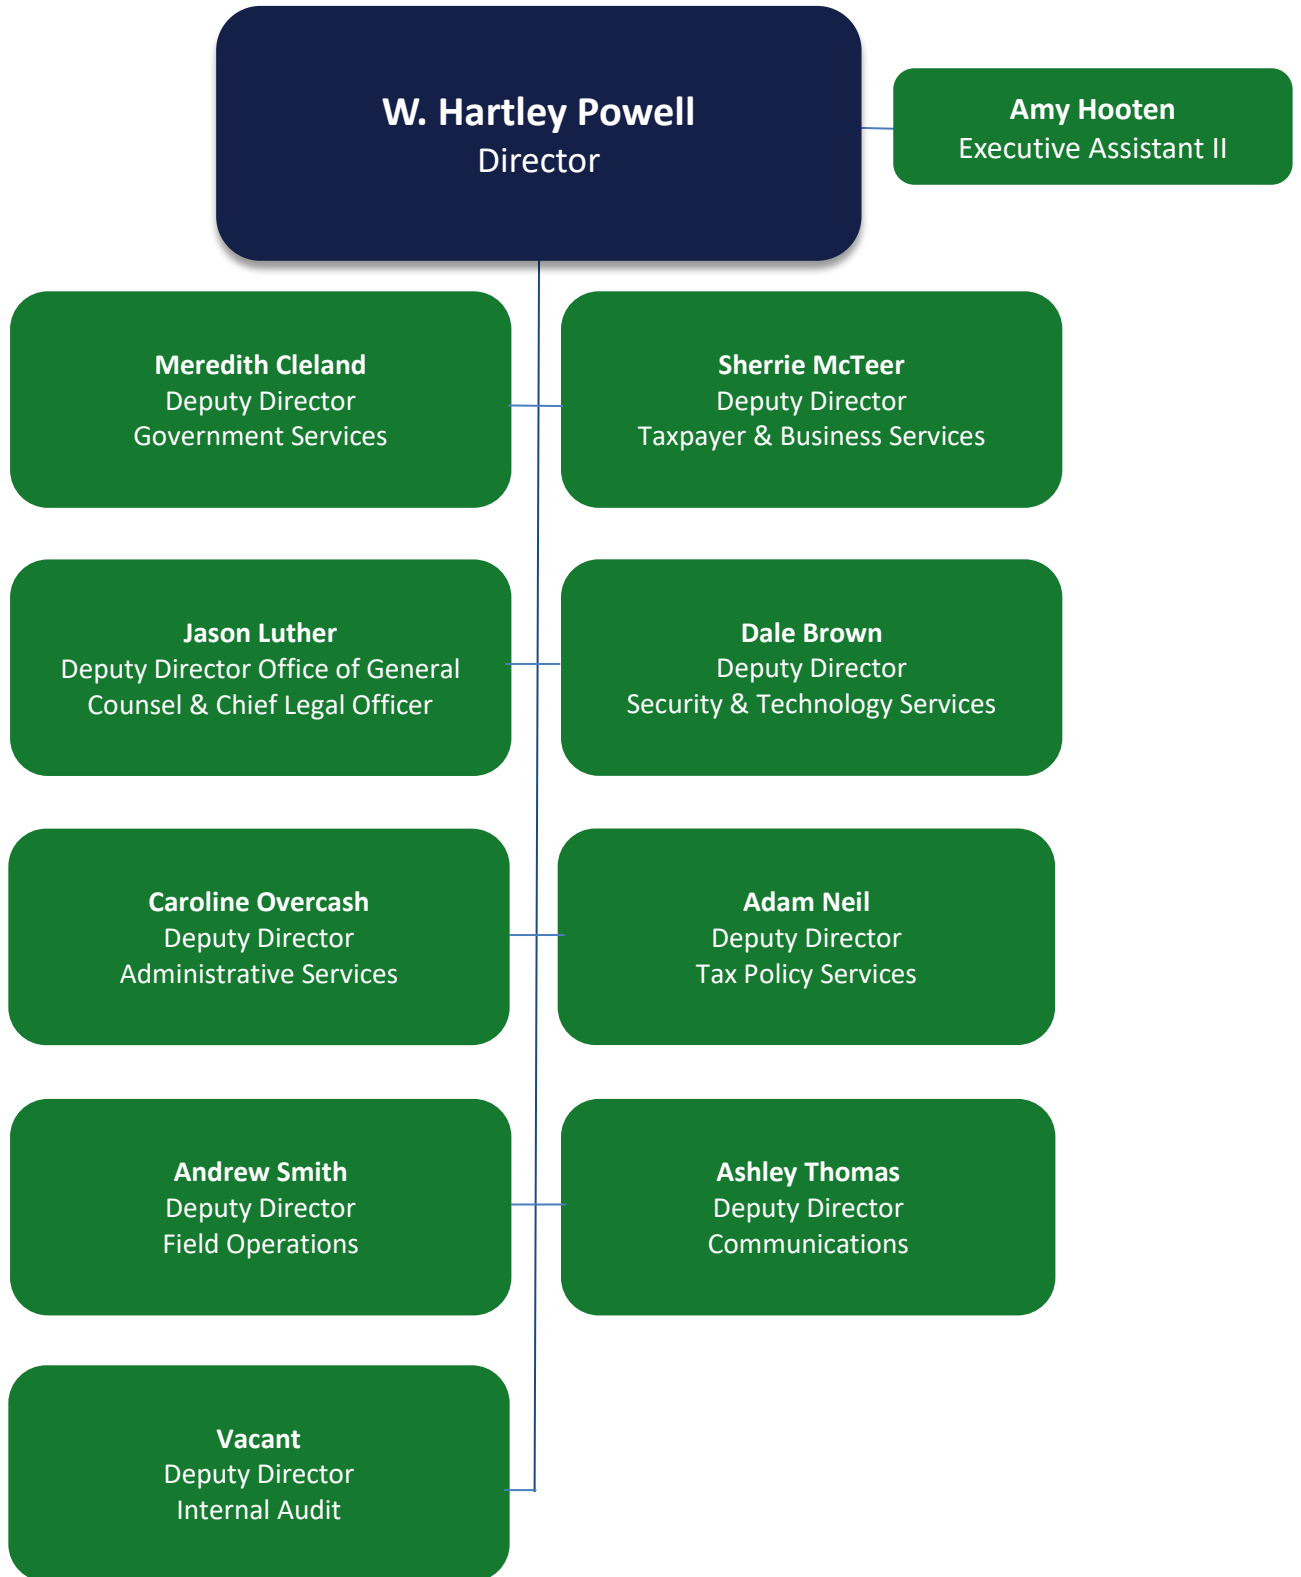 W. Hartley Powell
Director
Amy Hooten
Executive Assistant II
Meredith Cleland
Deputy Director
Government Services
Sherrie McTeer
Deputy Director
Taxpayer & Business Services
Jason Luther
Deputy Director Office of General
Counsel & Chief Legal Officer
Dale Brown
Deputy Director
Security & Technology Services
Caroline Overcash
Deputy Director
Administrative Services
Adam Neil
Deputy Director
Tax Policy Services
Andrew Smith
Deputy Director
Field Operations
Ashley Thomas
Deputy Director
Communications
Vacant
Deputy Director
Internal Audit